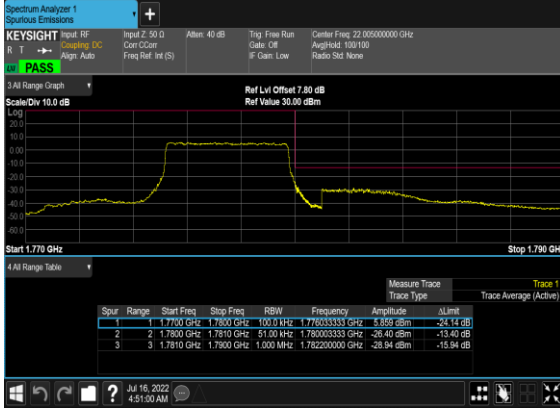 Spectrum Analyzer 1
Spurious Emissions
+
KEYSIGHT Input: RF Input Z: 50 Ω Atten: 40 dB Trig: Free Run Center Freq: 22.005000000 GHz
R T Coupling: DC Corr CCorr Gate: Off Avg|Hold: 100/100
Align: Auto Freq Ref: Int (S) IF Gain: Low Radio Std: None
PASS
3 All Range Graph
Ref Lvl Offset 7.80 dB
Scale/Div 10.0 dB Ref Value 30.00 dBm
Log
20.0
10.0
0.00
-10.0
-20.0
-30.0
-40.0
-50.0
-60.0
Start 1.770 GHz Stop 1.790 GH
4 All Range Table
Measure Trace Trace 1
Trace Type Trace Average (Active)
Spur Range Start Freq Stop Freq RBW Frequency Amplitude ΔLimit
1 1 1.7700 GHz 1.7800 GHz 100.0 kHz 1.776033333 GHz 5.859 dBm -24.14 dB
2 2 1.7800 GHz 1.7810 GHz 51.00 kHz 1.780003333 GHz -26.40 dBm -13.40 dB
3 3 1.7810 GHz 1.7900 GHz 1.000 MHz 1.782200000 GHz -28.94 dBm -15.94 dB
?
Jul 16, 2022
4:51:00 AM